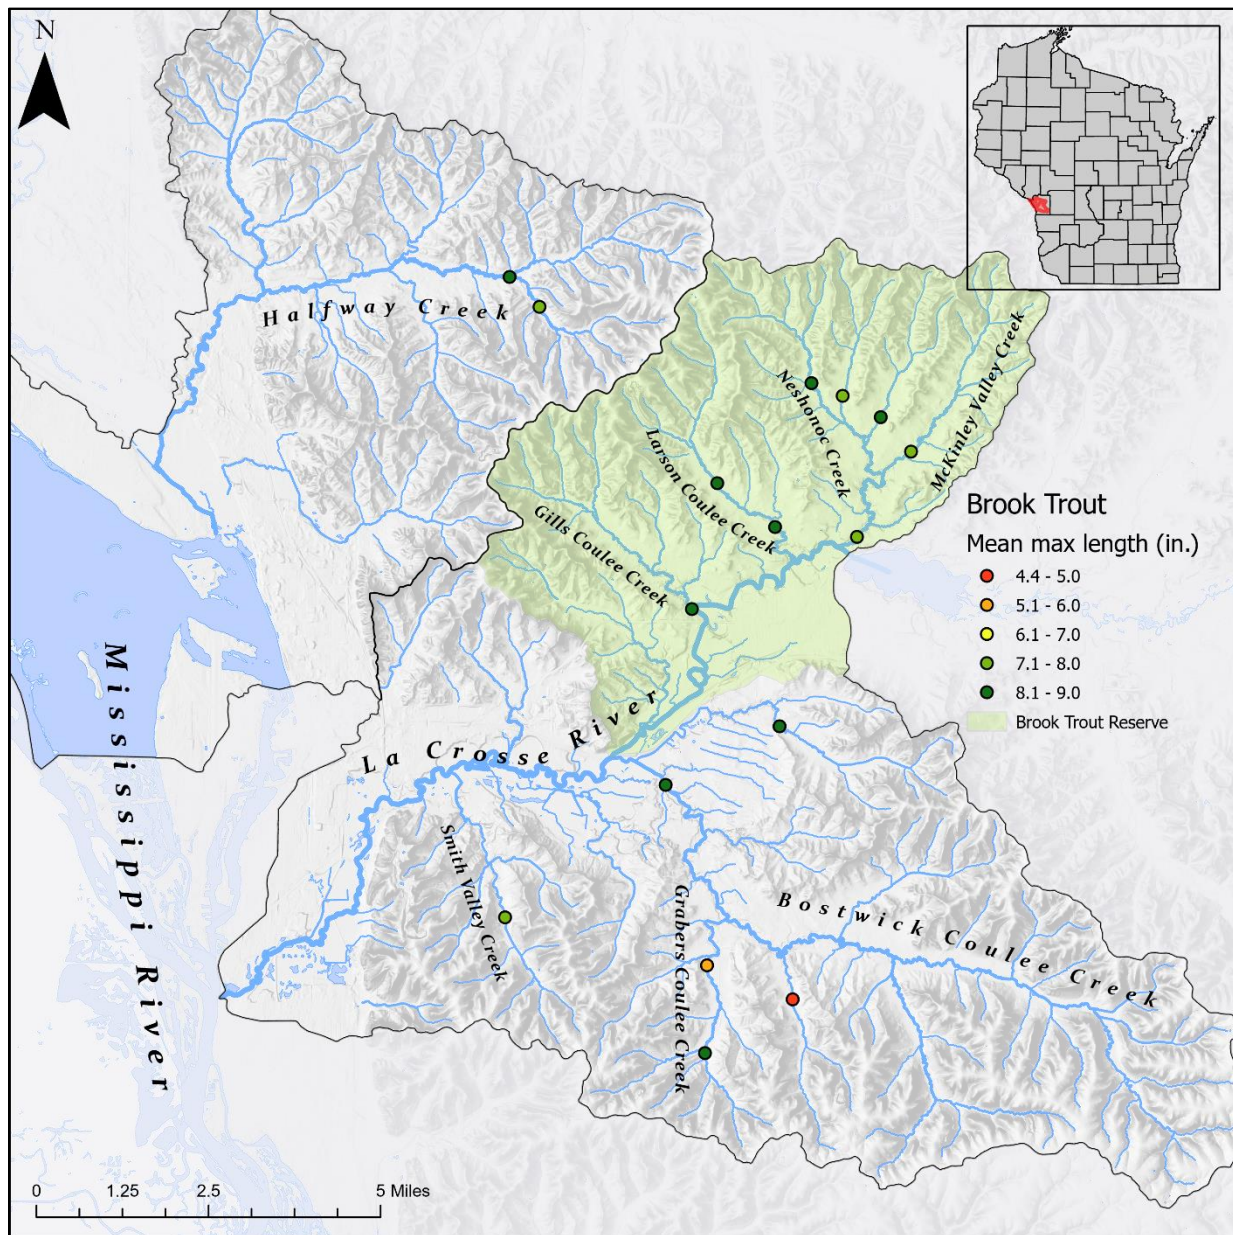 N
Halfway Creek
Neshonoc Creek
McKinley Valley Creek
Larson Coulee Creek
Gills Coulee Creek
Brook Trout
Mean max length (in.)
4.4 - 5.0
5.1 - 6.0
6.1 - 7.0
7.1 - 8.0
8.1 - 9.0
Brook Trout Reserve
Mississippi River
La Crosse River
Smith Valley Creek
Grabers Coulee Creek
Bostwick Coulee Creek
0 1.25 2.5 5 Miles